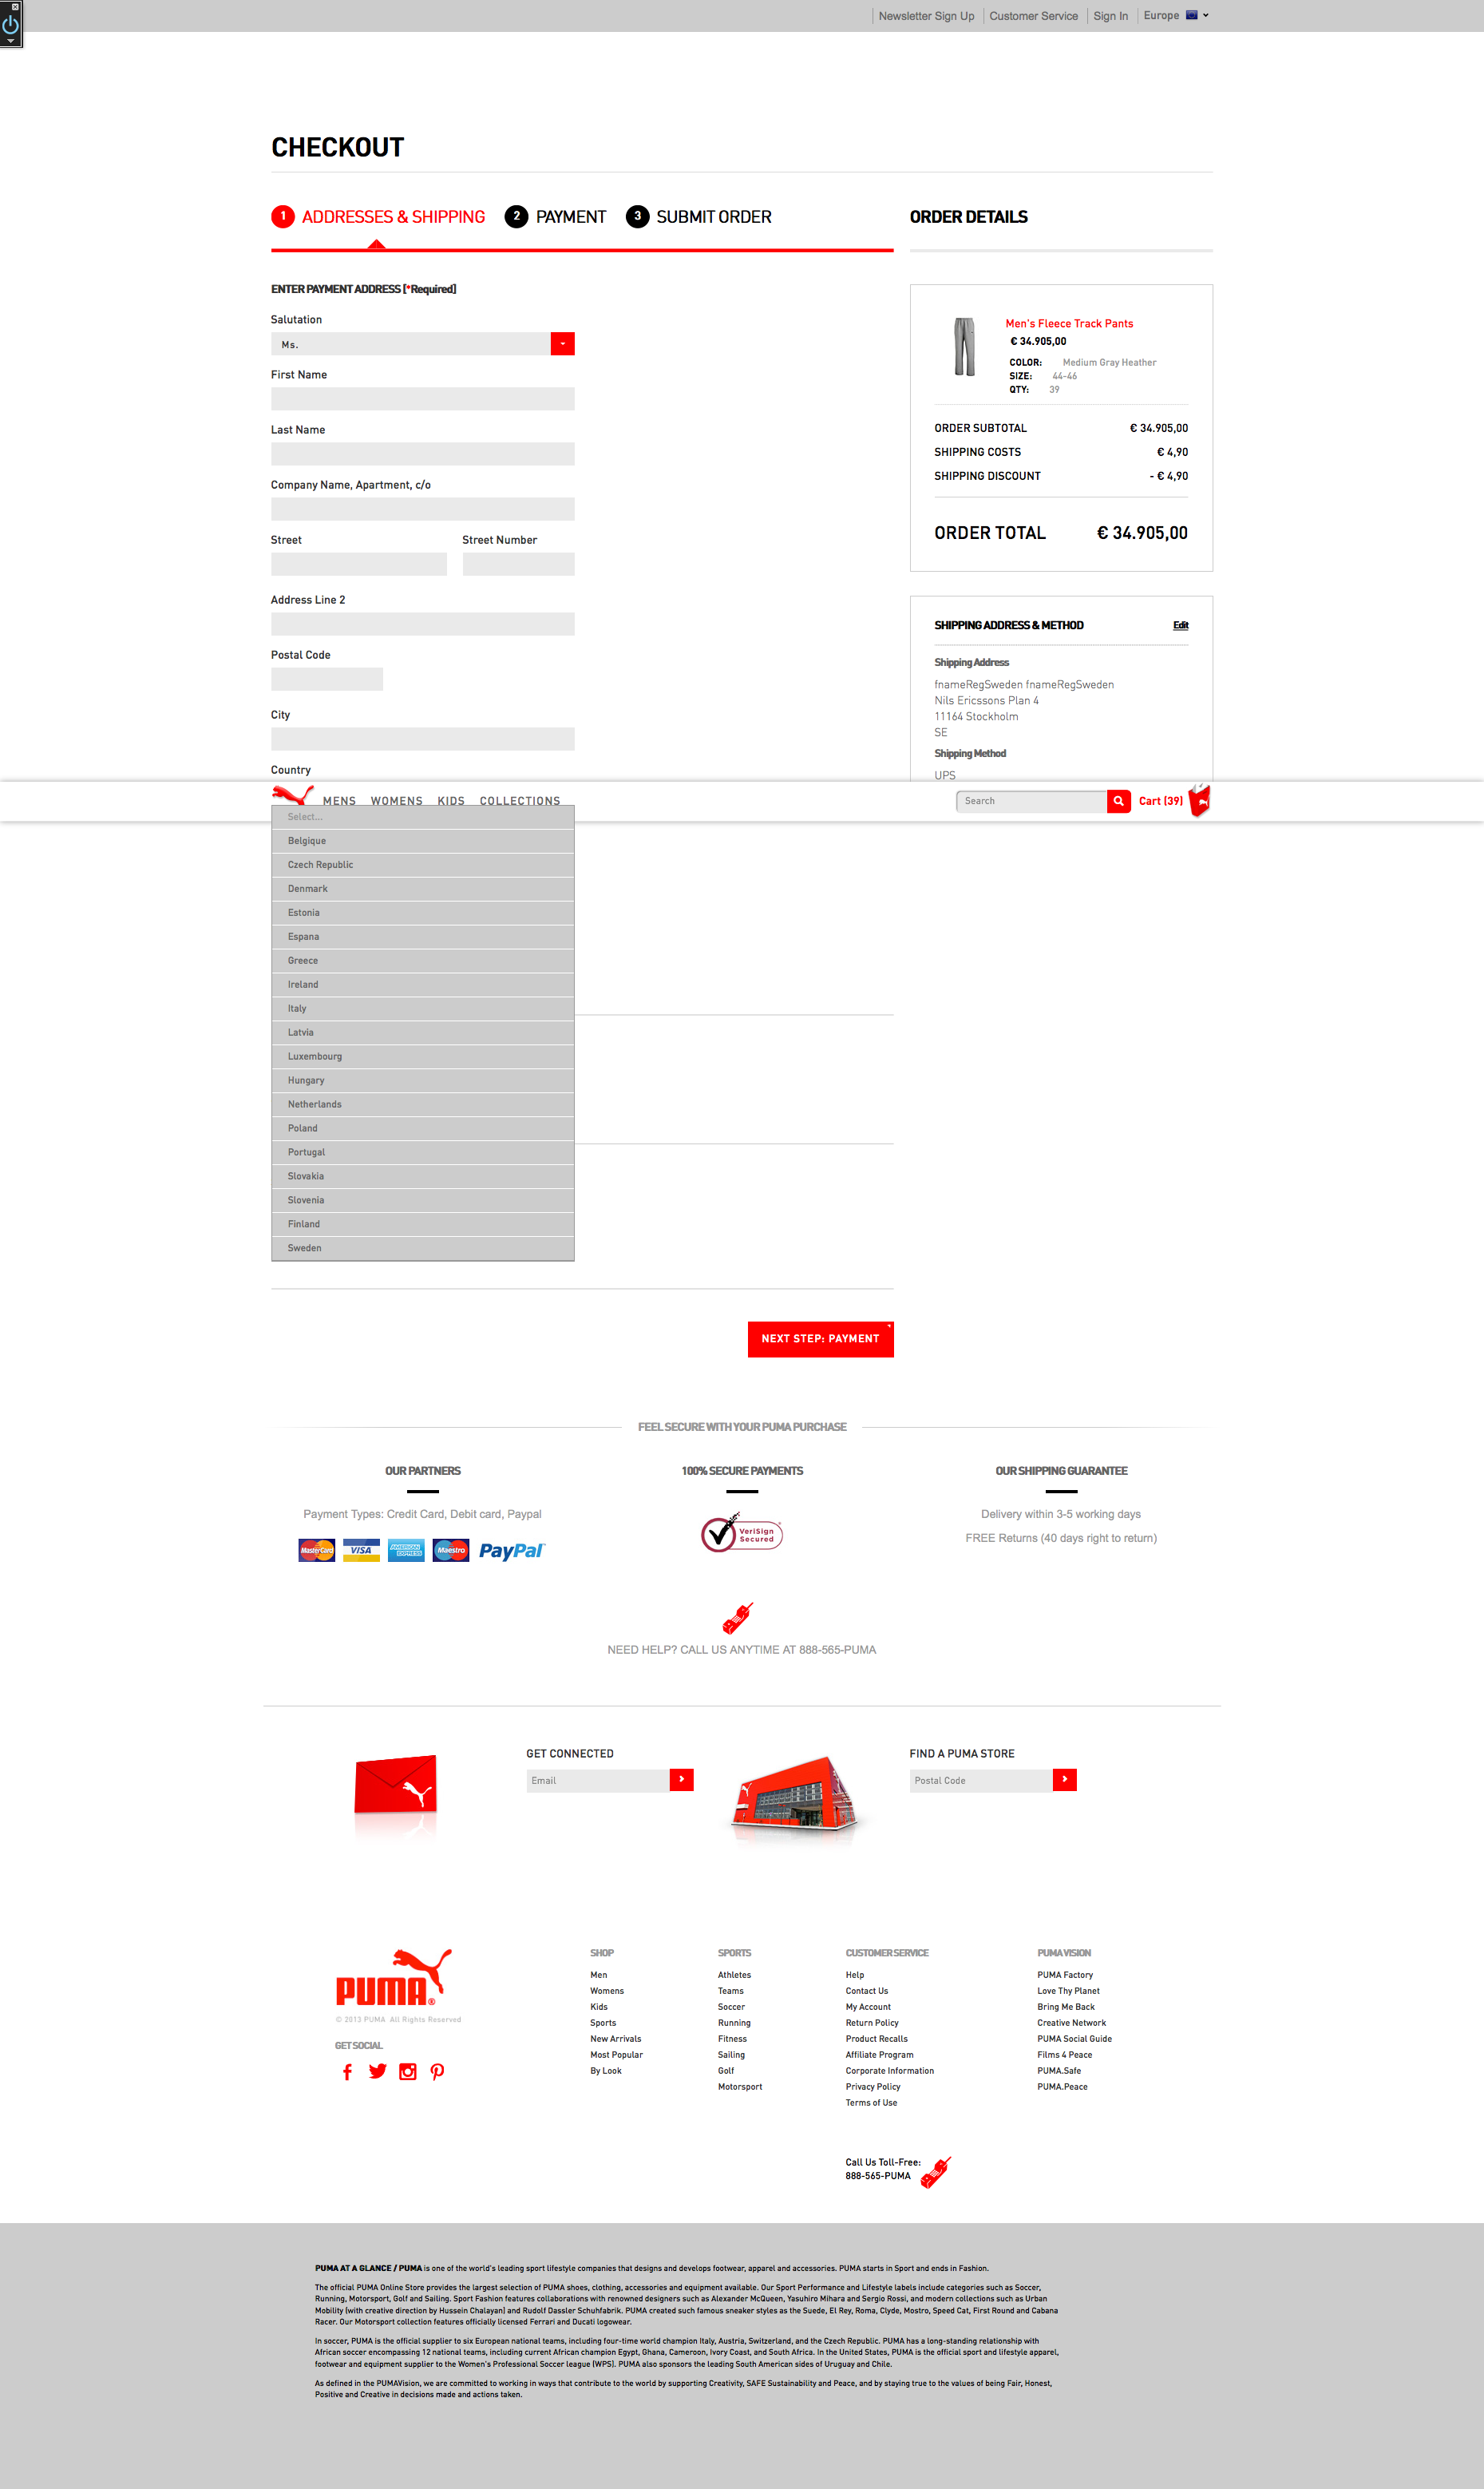 Newsletter Sign Up
Customer Service
Sign In
Europe
CHECKOUT
1 ADDRESSES & SHIPPING
2 PAYMENT
3 SUBMIT ORDER
ORDER DETAILS
ENTER PAYMENT ADDRESS [*Required]
Salutation
Ms.
First Name
Last Name
Company Name, Apartment, c/o
Street
Street Number
Address Line 2
Postal Code
City
Country
Men's Fleece Track Pants
€ 34.905,00
COLOR: Medium Gray Heather
SIZE: 44-46
QTY: 39
ORDER SUBTOTAL € 34.905,00
SHIPPING COSTS € 4,90
SHIPPING DISCOUNT - € 4,90
ORDER TOTAL € 34.905,00
SHIPPING ADDRESS & METHOD
Edit
Shipping Address
fnameRegSweden fnameRegSweden
Nils Ericssons Plan 4
11164 Stockholm
SE
Shipping Method
UPS
MENS
WOMENS
KIDS
COLLECTIONS
Search
Cart (39)
Select...
Belgique
Czech Republic
Denmark
Estonia
Espana
Greece
Ireland
Italy
Latvia
Luxembourg
Hungary
Netherlands
Poland
Portugal
Slovakia
Slovenia
Finland
Sweden
NEXT STEP: PAYMENT
FEEL SECURE WITH YOUR PUMA PURCHASE
OUR PARTNERS
Payment Types: Credit Card, Debit card, Paypal
MasterCard
VISA
AMERICAN EXPRESS
Maestro
PayPal
100% SECURE PAYMENTS
VeriSign
Secured
OUR SHIPPING GUARANTEE
Delivery within 3-5 working days
FREE Returns (40 days right to return)
NEED HELP? CALL US ANYTIME AT 888-565-PUMA
GET CONNECTED
Email
FIND A PUMA STORE
Postal Code
PUMA®
© 2013 PUMA All Rights Reserved
GET SOCIAL
SHOP
Men
Womens
Kids
Sports
New Arrivals
Most Popular
By Look
SPORTS
Athletes
Teams
Soccer
Running
Fitness
Sailing
Golf
Motorsport
CUSTOMER SERVICE
Help
Contact Us
My Account
Return Policy
Product Recalls
Affiliate Program
Corporate Information
Privacy Policy
Terms of Use
PUMA VISION
PUMA Factory
Love Thy Planet
Bring Me Back
Creative Network
PUMA Social Guide
Films 4 Peace
PUMA.Safe
PUMA.Peace
Call Us Toll-Free:
888-565-PUMA
PUMA AT A GLANCE / PUMA is one of the world's leading sport lifestyle companies that designs and develops footwear, apparel and accessories. PUMA starts in Sport and ends in Fashion.
The official PUMA Online Store provides the largest selection of PUMA shoes, clothing, accessories and equipment available. Our Sport Performance and Lifestyle labels include categories such as Soccer,
Running, Motorsport, Golf and Sailing. Sport Fashion features collaborations with renowned designers such as Alexander McQueen, Yasuhiro Mihara and Sergio Rossi, and modern collections such as Urban
Mobility (with creative direction by Hussein Chalayan) and Rudolf Dassler Schuhfabrik. PUMA created such famous sneaker styles as the Suede, El Rey, Roma, Clyde, Mostro, Speed Cat, First Round and Cabana
Racer. Our Motorsport collection features officially licensed Ferrari and Ducati logowear.
In soccer, PUMA is the official supplier to six European national teams, including four-time world champion Italy, Austria, Switzerland, and the Czech Republic. PUMA has a long-standing relationship with
African soccer encompassing 12 national teams, including current African champion Egypt, Ghana, Cameroon, Ivory Coast, and South Africa. In the United States, PUMA is the official sport and lifestyle apparel,
footwear and equipment supplier to the Women's Professional Soccer league (WPS). PUMA also sponsors the leading South American sides of Uruguay and Chile.
As defined in the PUMAVision, we are committed to working in ways that contribute to the world by supporting Creativity, SAFE Sustainability and Peace, and by staying true to the values of being Fair, Honest,
Positive and Creative in decisions made and actions taken.